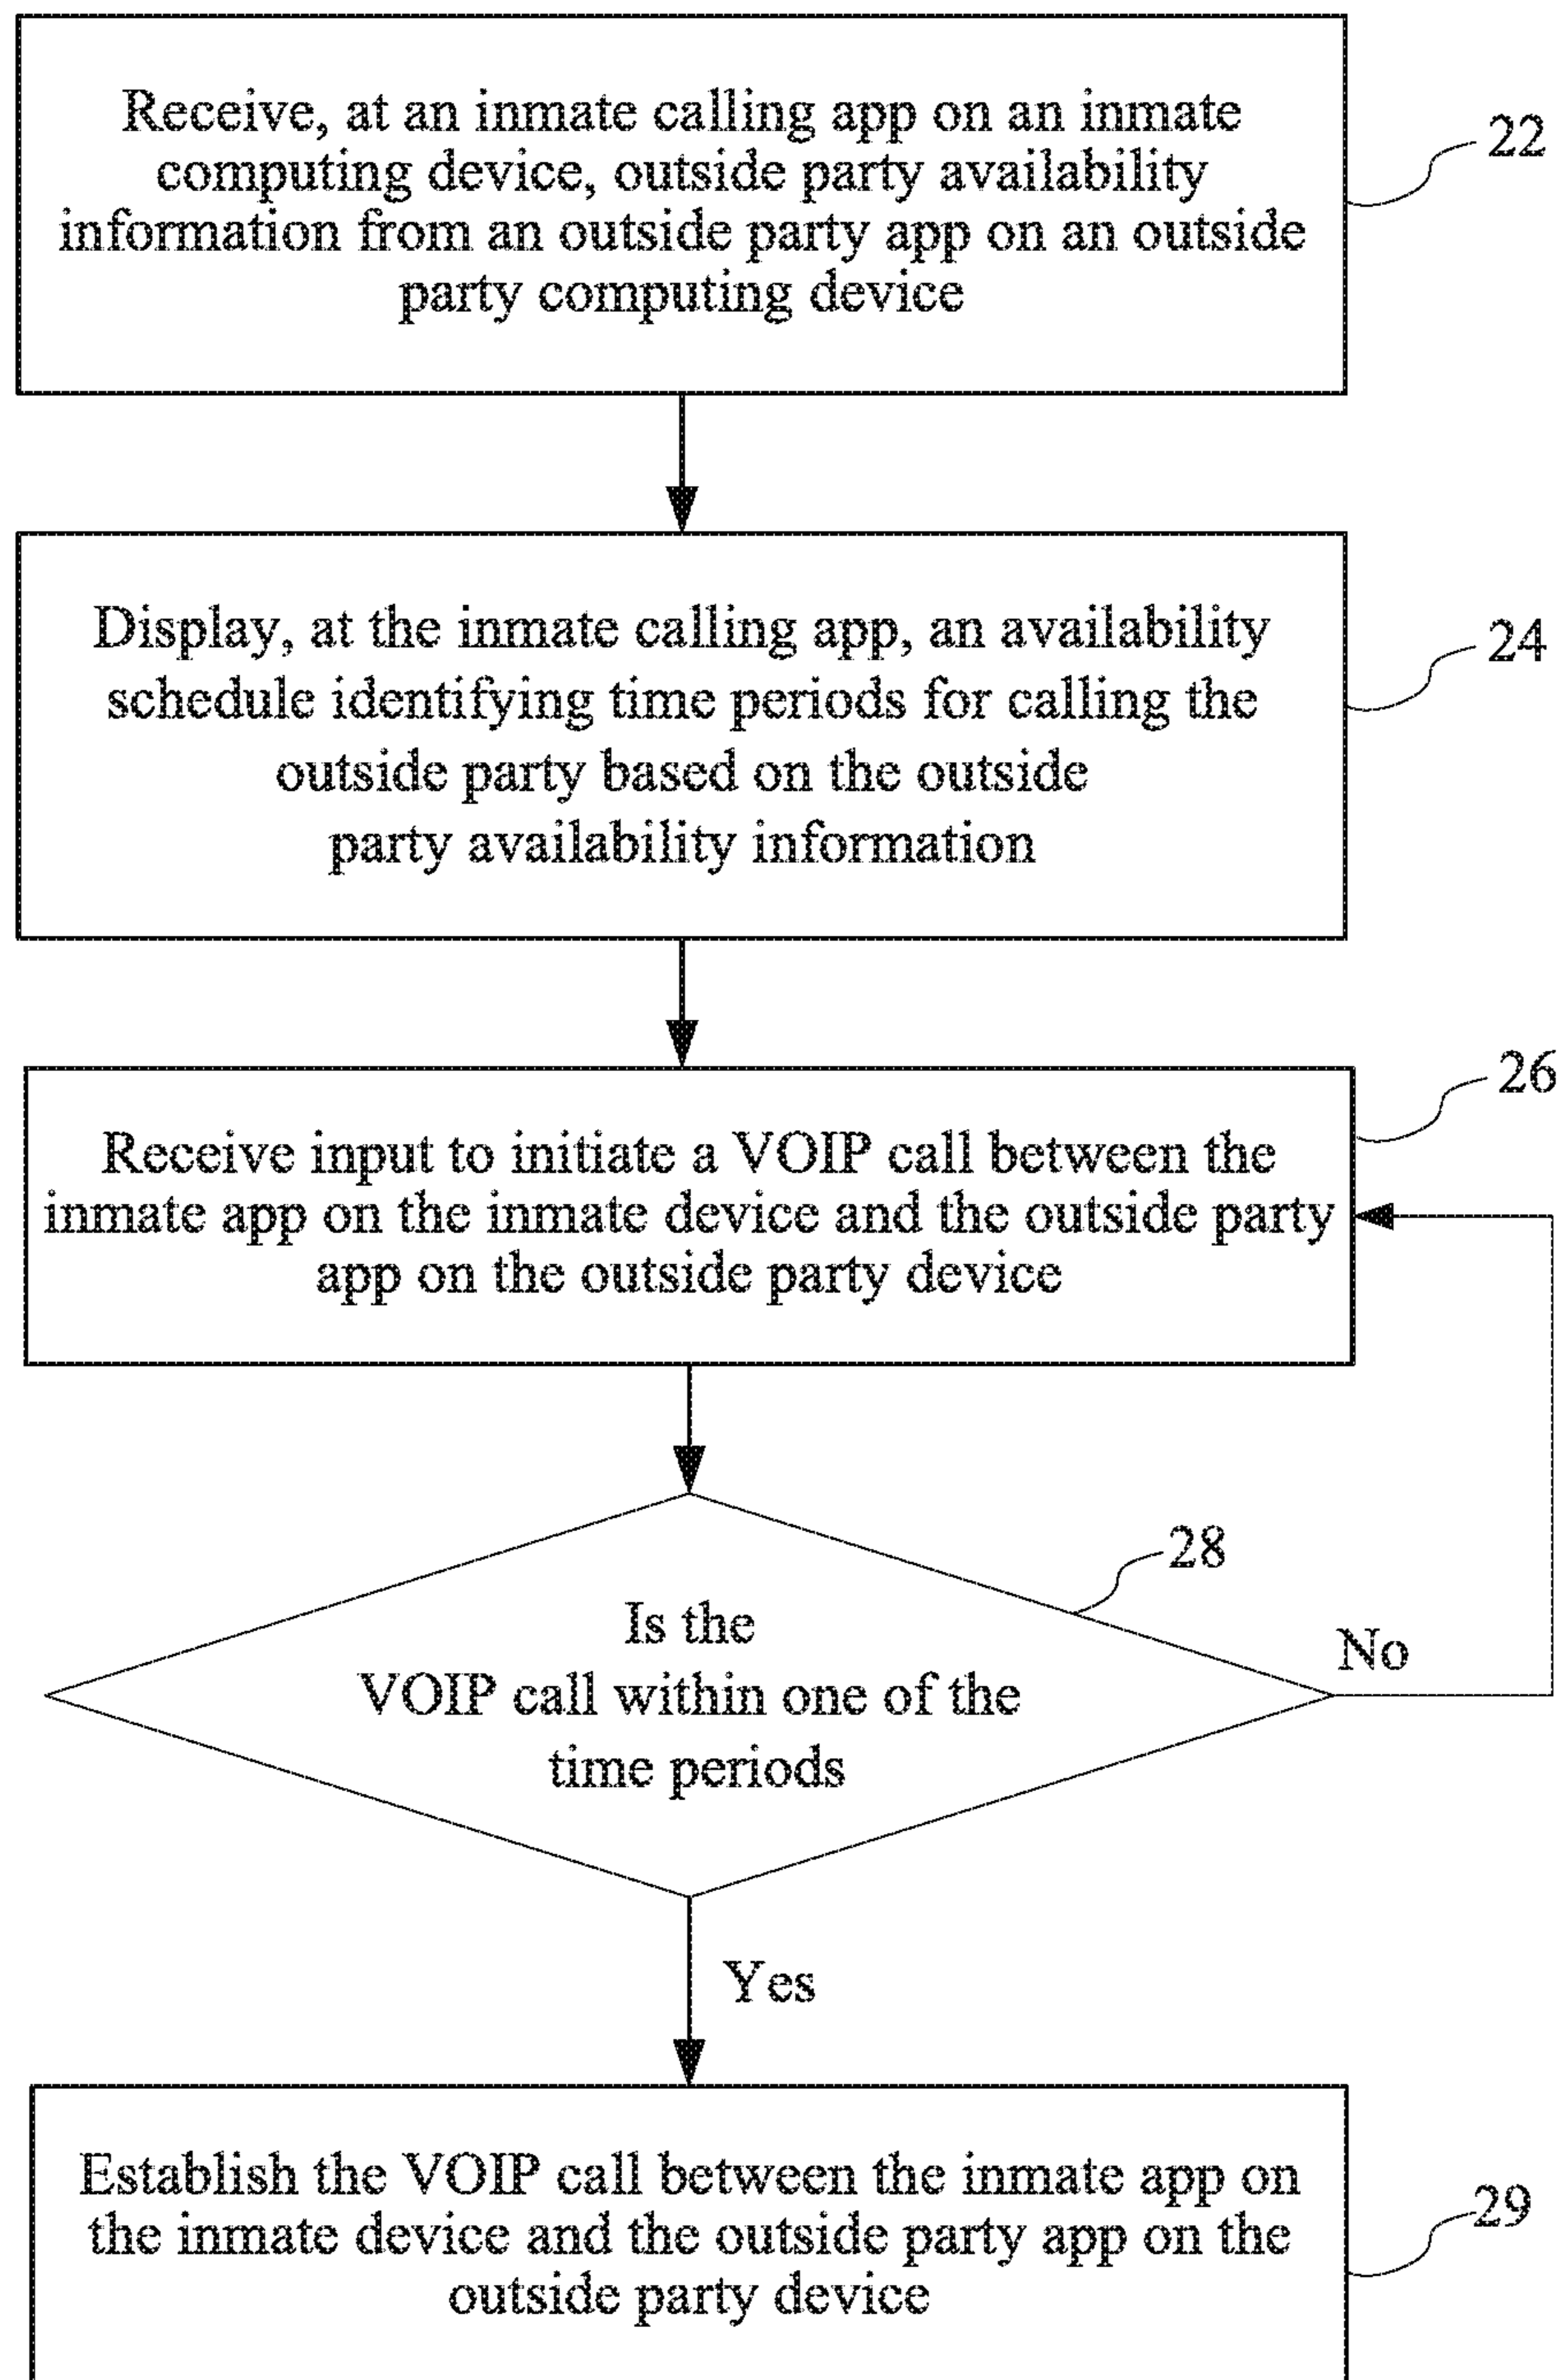 Receive, at an inmate calling app on an inmate
computing device, outside party availability
information from an outside party app on an outside
party computing device
22
Display, at the inmate calling app, an availability
schedule identifying time periods for calling the
outside party based on the outside
party availability information
24
Receive input to initiate a VOIP call between the
inmate app on the inmate device and the outside party
app on the outside party device
26
28
Is the
VOIP call within one of the
time periods
No
Yes
Establish the VOIP call between the inmate app on
the inmate device and the outside party app on the
outside party device
29